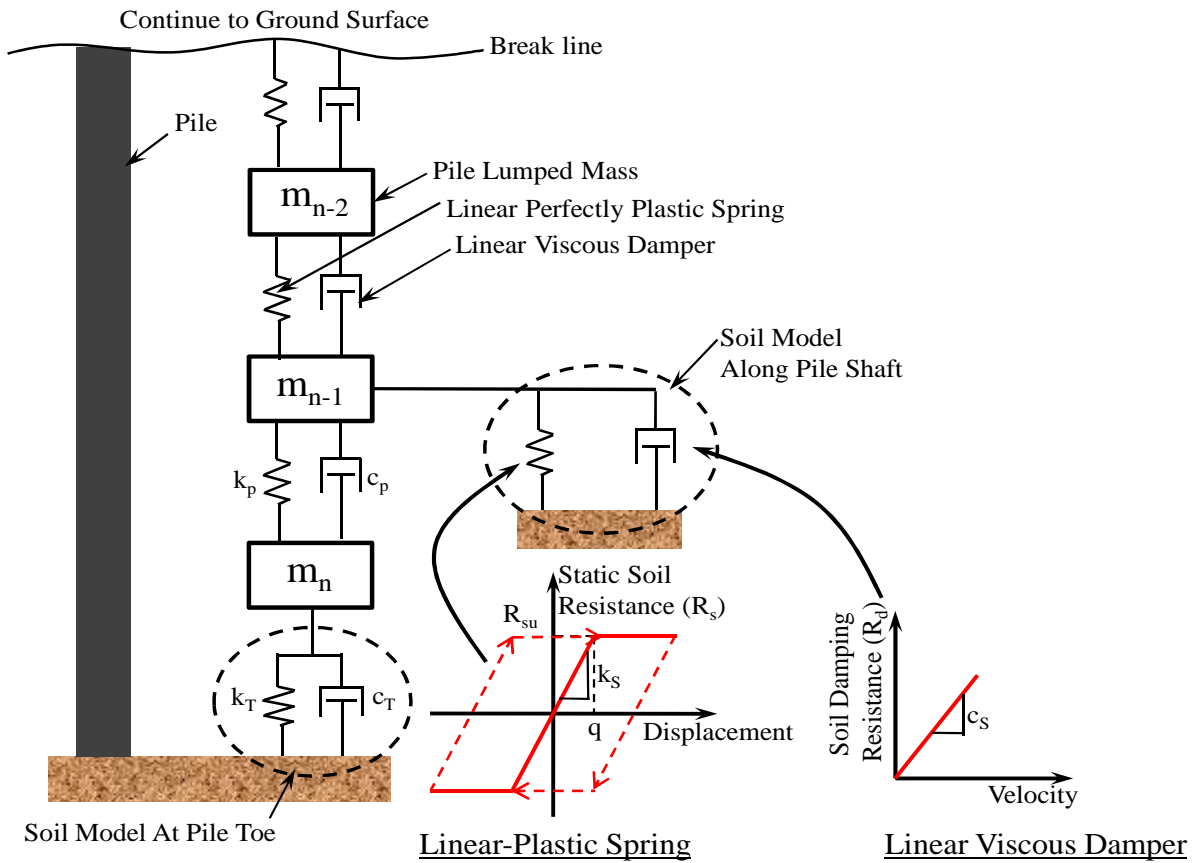 Continue to Ground Surface
Break line
Pile
Pile Lumped Mass
m_{n-2}
Linear Perfectly Plastic Spring
Linear Viscous Damper
Soil Model
Along Pile Shaft
m_{n-1}
k_p
c_p
m_n
Static Soil
Resistance (R_s)
R_{su}
k_S
q
Displacement
k_T
c_T
Soil Damping
Resistance (R_d)
c_S
Velocity
Soil Model At Pile Toe
Linear-Plastic Spring
Linear Viscous Damper